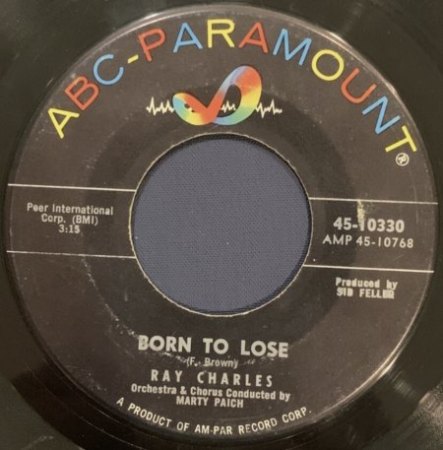 ABC-PARAMOUNT ®
Peer International
Corp. (BMI)
3:15
45-10330
AMP 45-10768
Produced by
SID FELLER
BORN TO LOSE
(F. Brown)
RAY CHARLES
Orchestra & Chorus Conducted by
MARTY PAICH
A PRODUCT OF AM-PAR RECORD CORP.